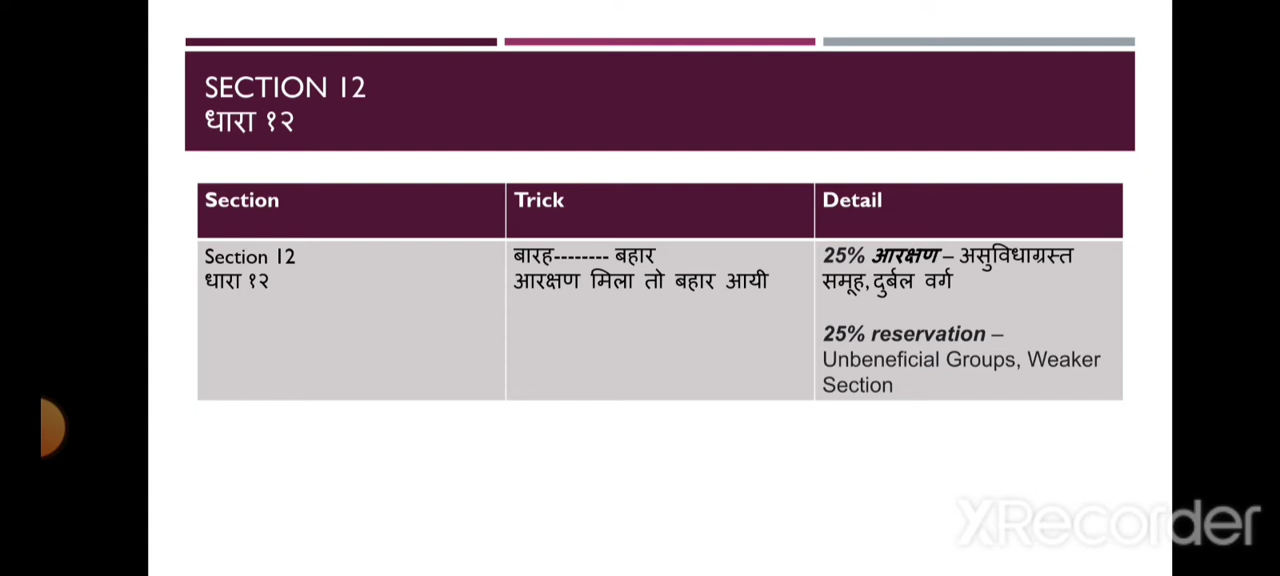 SECTION 12
धारा १२
Section
Trick
Detail
Section 12
धारा १२
बारह-------- बहार
आरक्षण मिला तो बहार आयी
25% आरक्षण – असुविधाग्रस्त
समूह, दुर्बल वर्ग
25% reservation –
Unbeneficial Groups, Weaker
Section
XRecorder